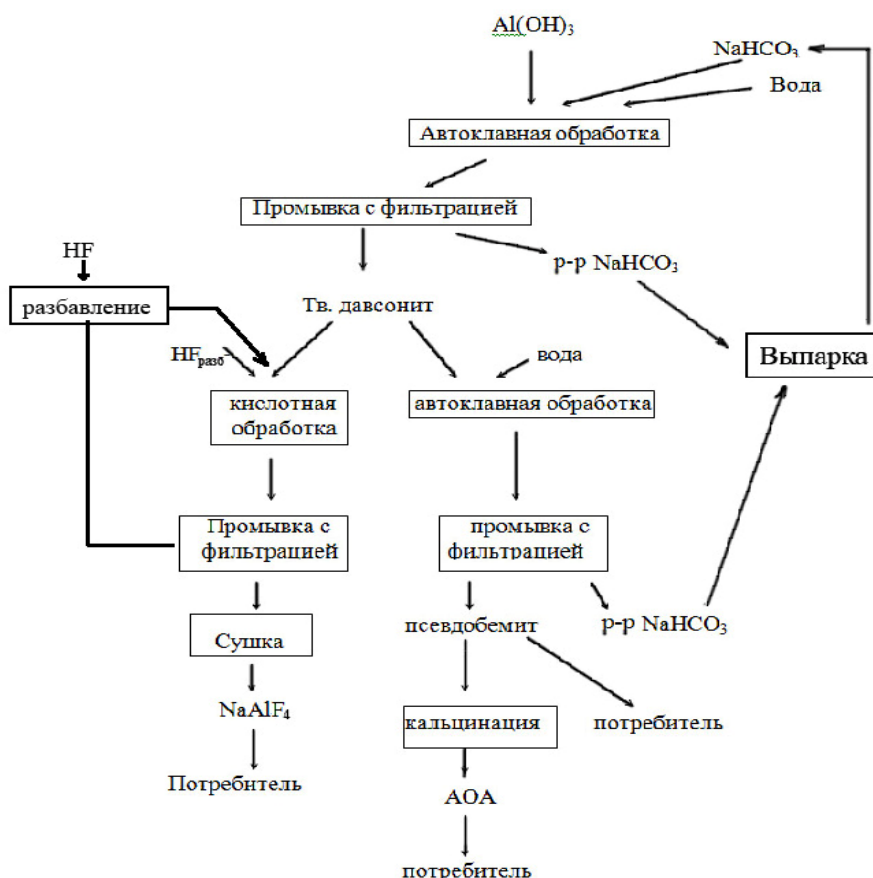 Al(OH)₃
NaHCO₃
Вода
Автоклавная обработка
Промывка с фильтрацией
HF
р-р NaHCO₃
разбавление
Тв. давсонит
HFразб
вода
Выпарка
кислотная
обработка
автоклавная обработка
Промывка с
фильтрацией
промывка с
фильтрацией
псевдобемит
р-р NaHCO₃
Сушка
NaAlF₄
кальцинация
потребитель
Потребитель
АОА
потребитель